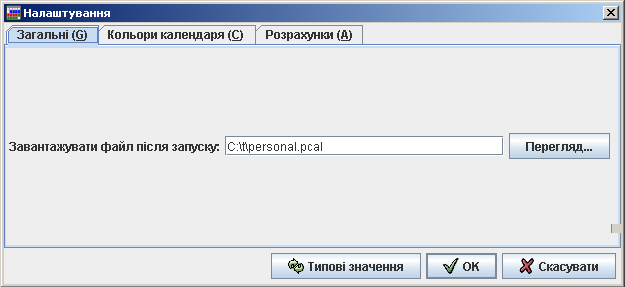 Налаштування
Загальні (G) Кольори календаря (C) Розрахунки (A)
Завантажувати файл після запуску: C:\t\personal.pcal Перегляд...
Типові значення OK Скасувати